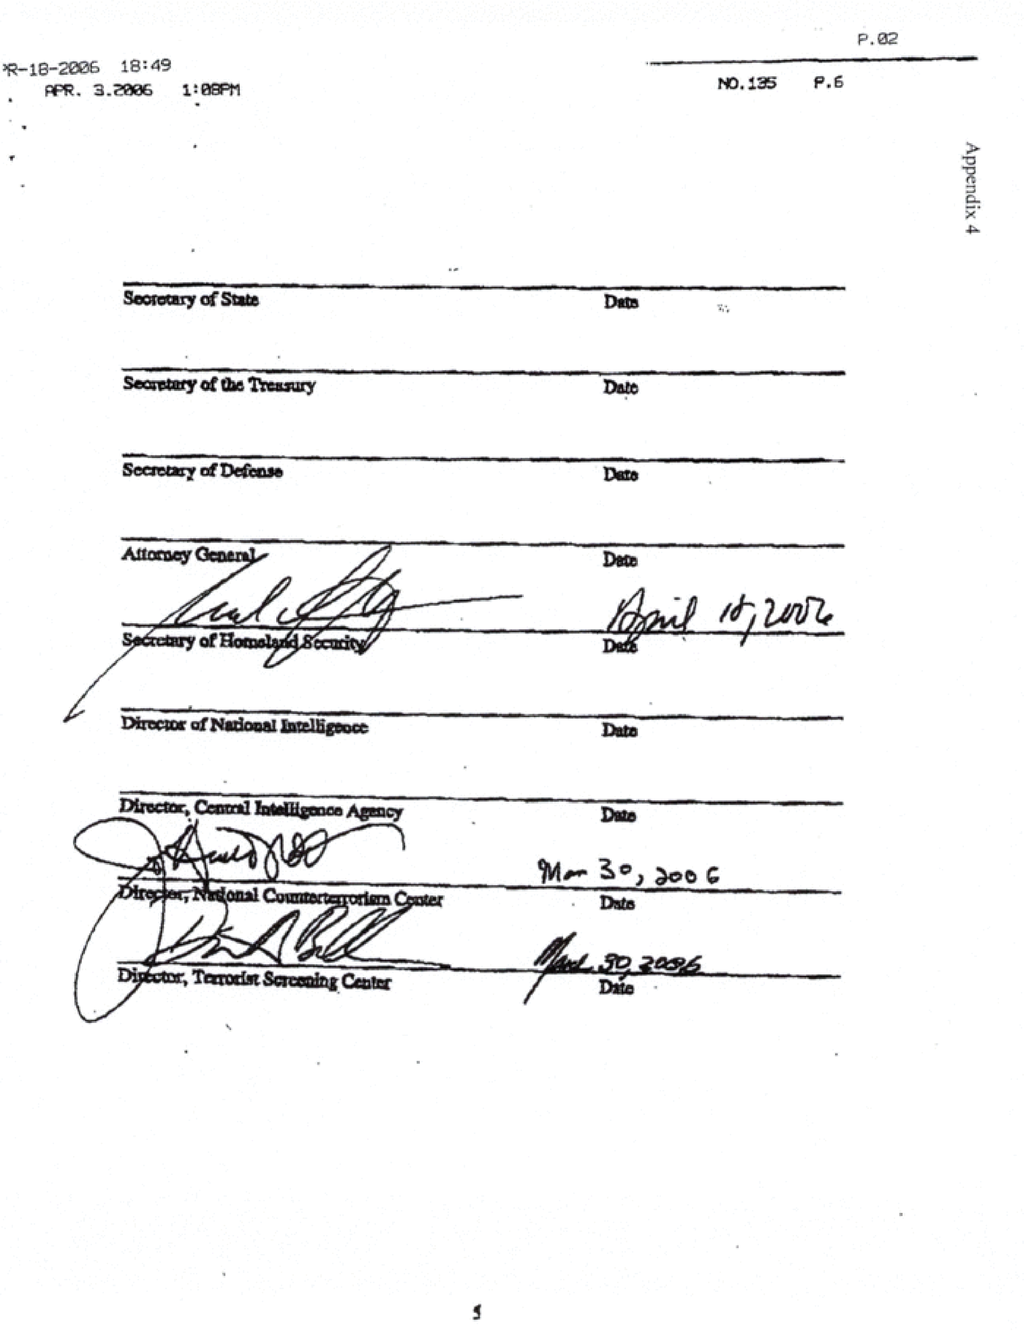 P.02
R-18-2006 18:49
NO.135 P.6
APR. 3.2006 1:08PM
Appendix 4
Secretary of State Date
Secretary of the Treasury Date
Secretary of Defense Date
Attorney General Date
April 18, 2006
Secretary of Homeland Security Date
Director of National Intelligence Date
Director, Central Intelligence Agency Date
Mar 30, 2006
Director, National Counterterrorism Center Date
March 30, 2006
Director, Terrorist Screening Center Date
5